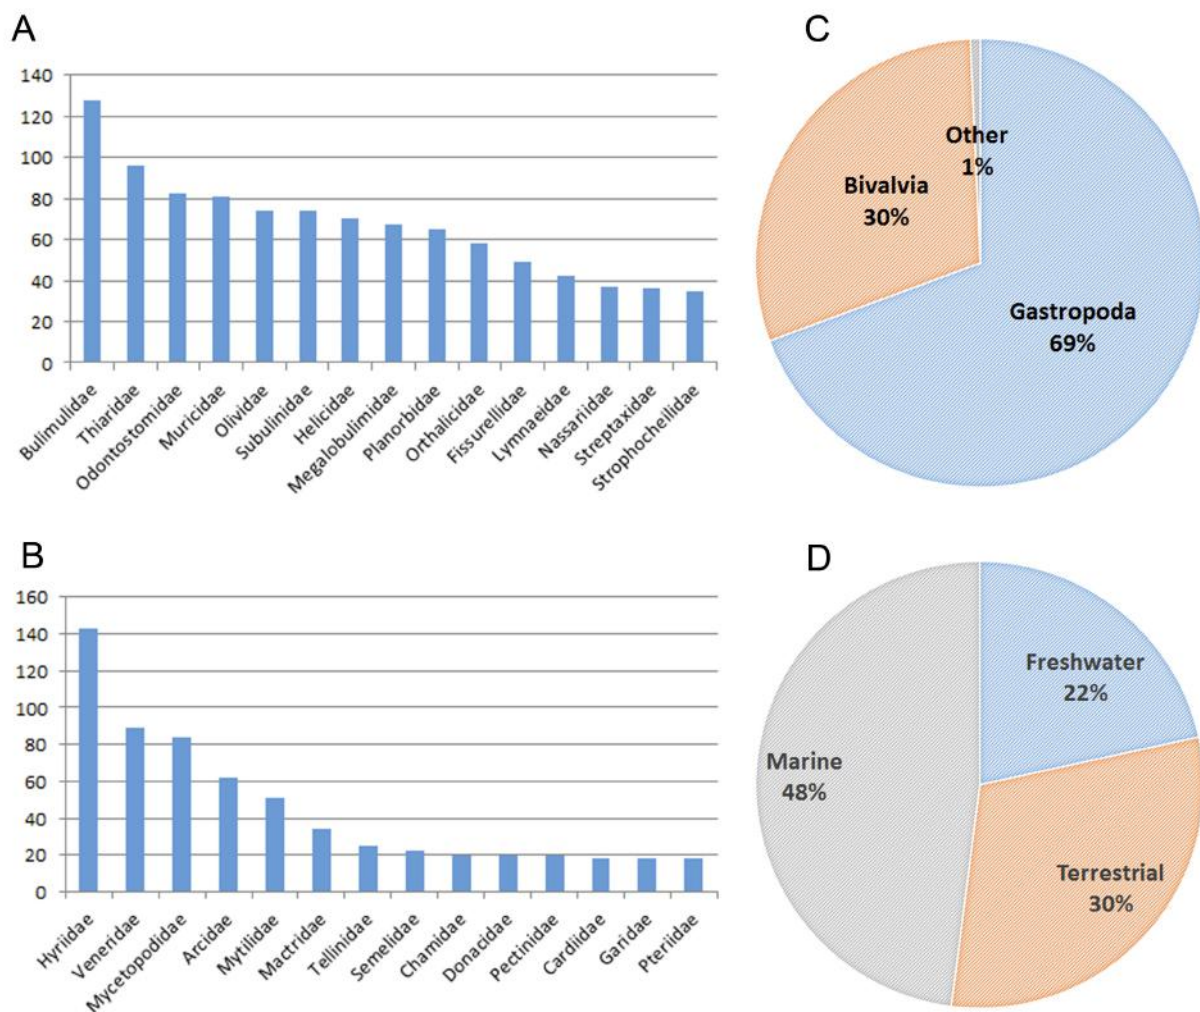 A
140
120
100
80
60
40
20
0
Bulimulidae
Thiaridae
Odontostomidae
Muricidae
Olividae
Subulinidae
Helicidae
Megalobulimidae
Planorbidae
Orthalicidae
Fissurellidae
Lymnaeidae
Nassariidae
Streptaxidae
Strophocheilidae
C
Other
1%
Bivalvia
30%
Gastropoda
69%
B
160
140
120
100
80
60
40
20
0
Hyriidae
Veneridae
Mycetopodidae
Arcidae
Mytilidae
Mactridae
Tellinidae
Semelidae
Chamidae
Donacidae
Pectinidae
Cardiidae
Garidae
Pteriidae
D
Freshwater
22%
Marine
48%
Terrestrial
30%